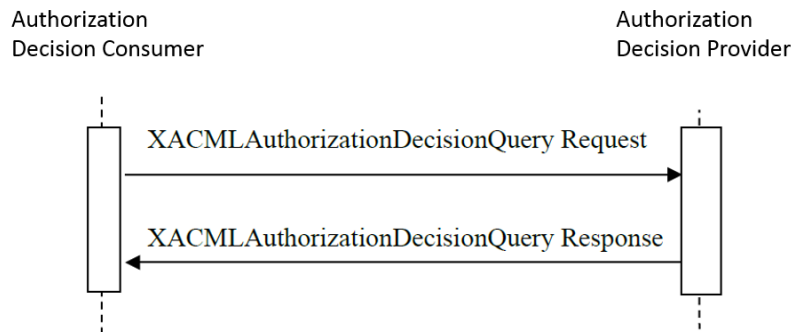 Authorization
Decision Consumer
Authorization
Decision Provider
XACMLAuthorizationDecisionQuery Request
XACMLAuthorizationDecisionQuery Response